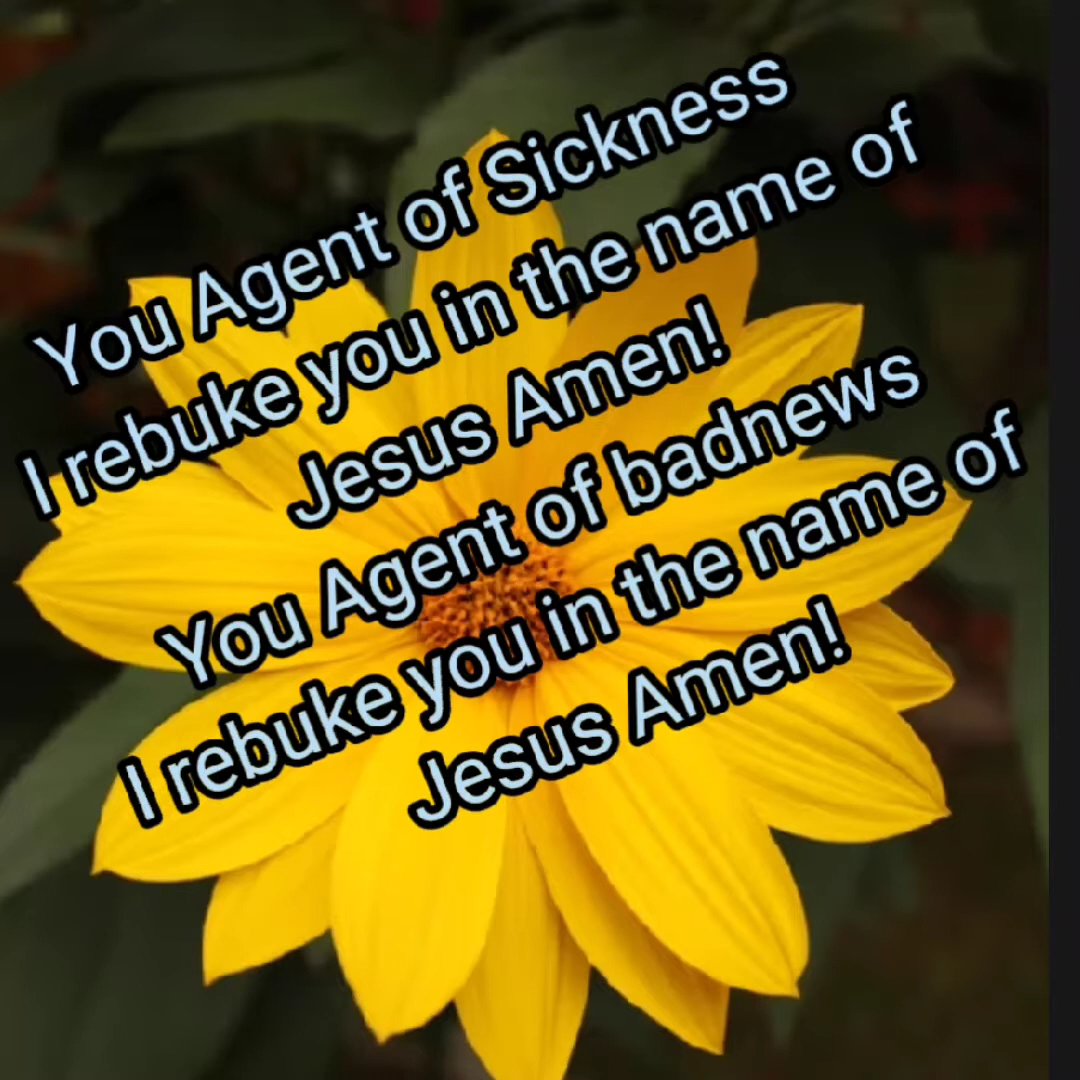 You Agent of Sickness
I rebuke you in the name of
Jesus Amen!
You Agent of badnews
I rebuke you in the name of
Jesus Amen!